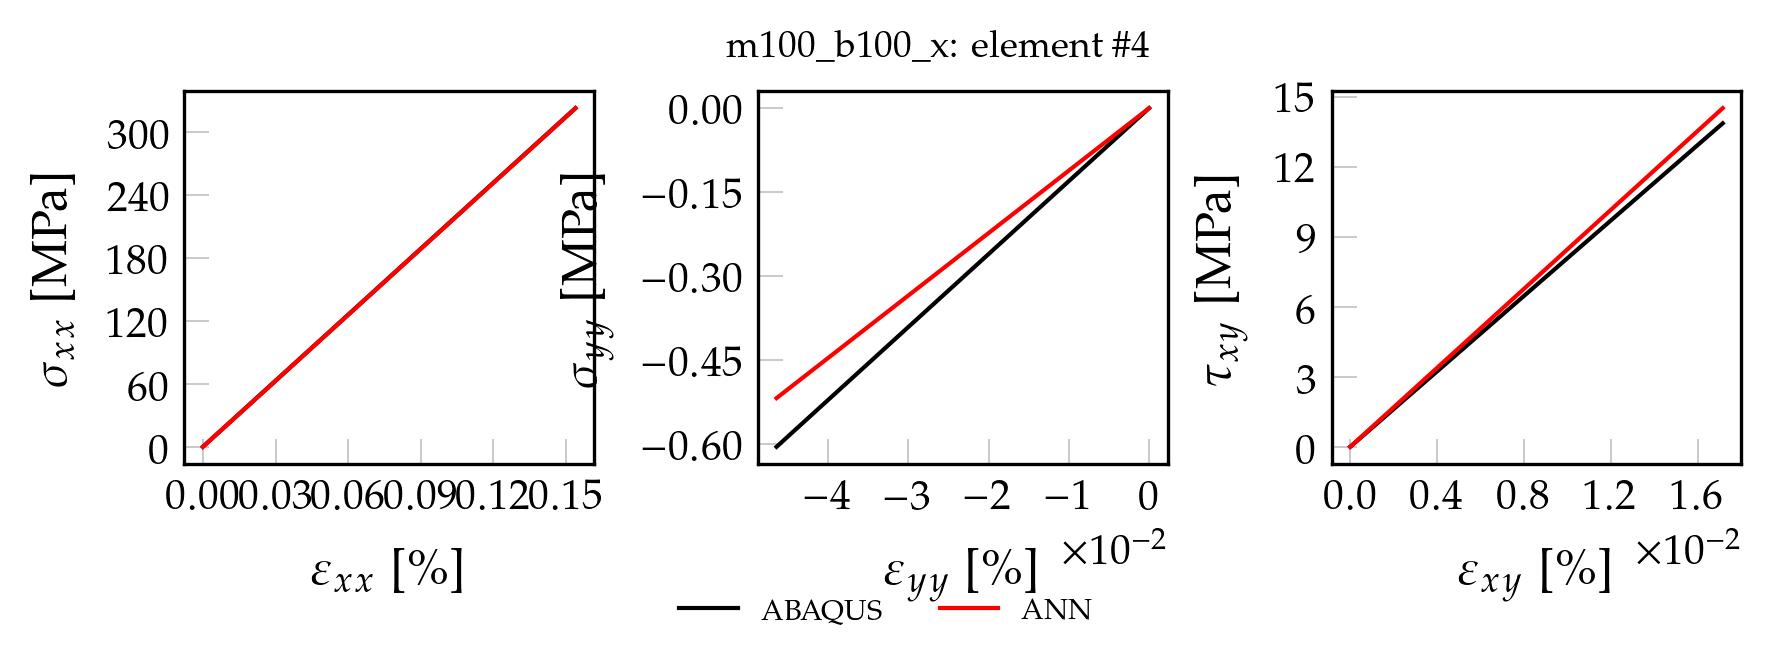 m100_b100_x: element #4
σxx [MPa]
300
240
180
120
60
0
0.00 0.03 0.06 0.09 0.12 0.15
εxx [%]
σyy [MPa]
0.00
−0.15
−0.30
−0.45
−0.60
−4 −3 −2 −1 0
×10−2
εyy [%]
τxy [MPa]
15
12
9
6
3
0
0.0 0.4 0.8 1.2 1.6
×10−2
εxy [%]
ABAQUS ANN